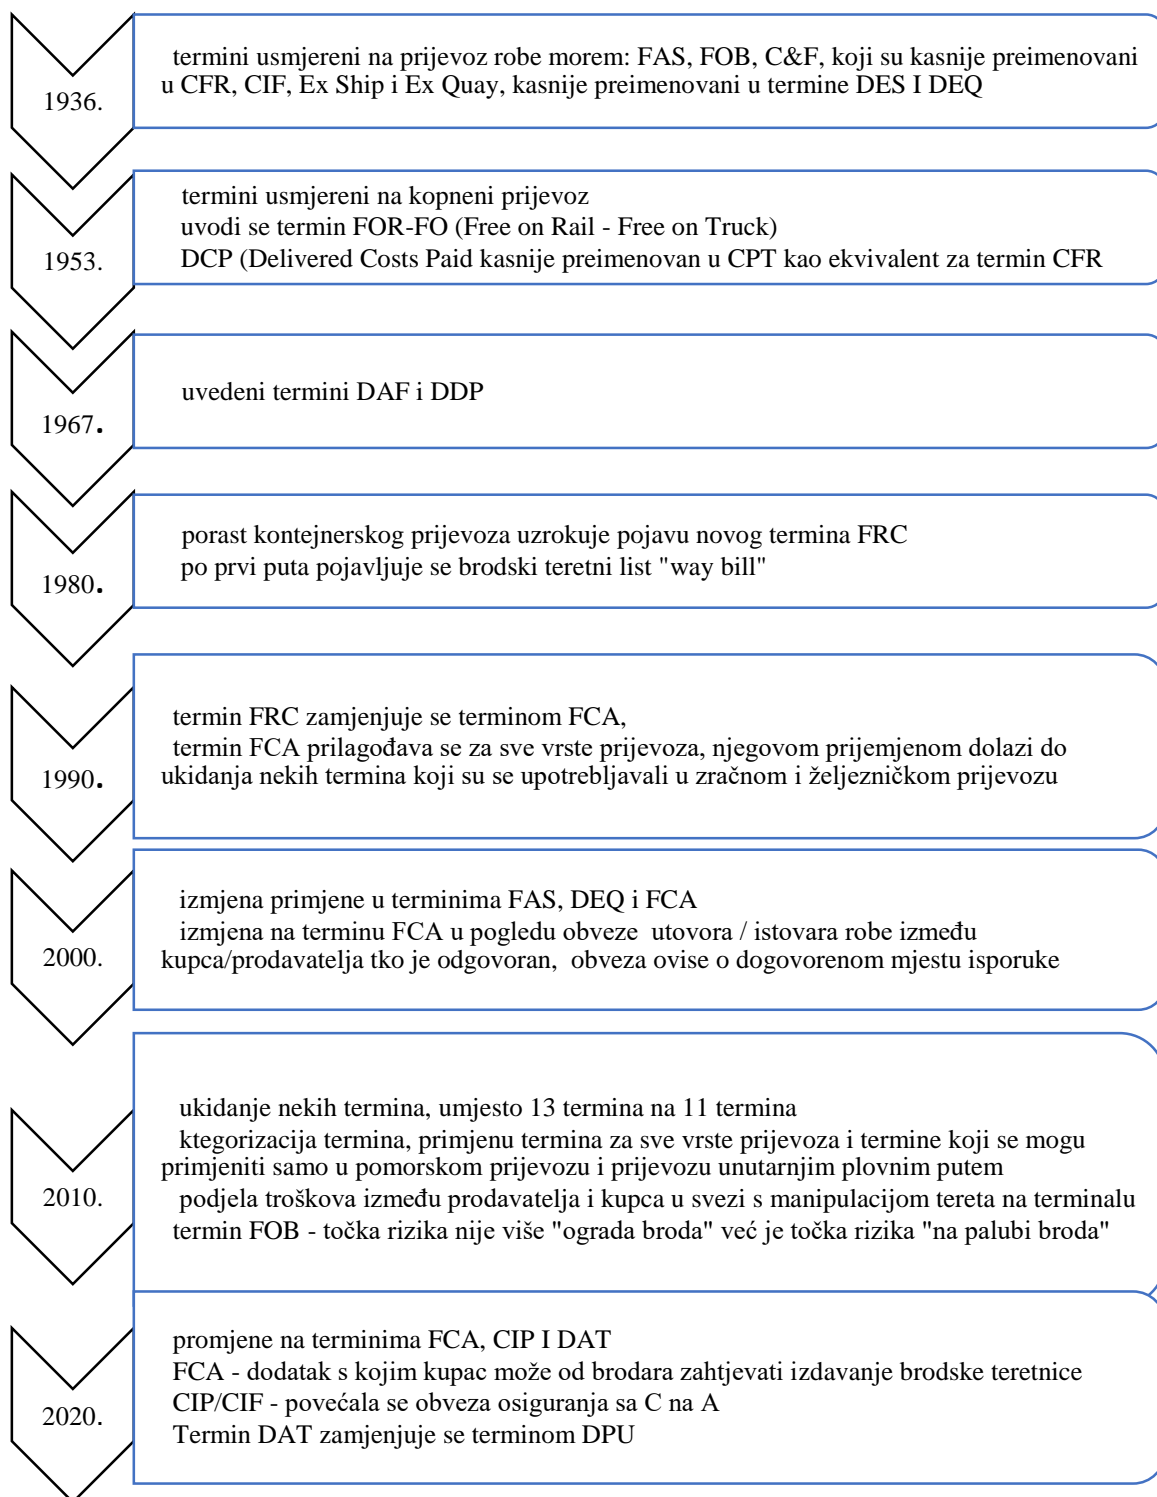 1936.
termini usmjereni na prijevoz robe morem: FAS, FOB, C&F, koji su kasnije preimenovani
u CFR, CIF, Ex Ship i Ex Quay, kasnije preimenovani u termine DES I DEQ
1953.
termini usmjereni na kopneni prijevoz
uvodi se termin FOR-FO (Free on Rail - Free on Truck)
DCP (Delivered Costs Paid kasnije preimenovan u CPT kao ekvivalent za termin CFR
1967.
uvedeni termini DAF i DDP
1980.
porast kontejnerskog prijevoza uzrokuje pojavu novog termina FRC
po prvi puta pojavljuje se brodski teretni list "way bill"
1990.
termin FRC zamjenjuje se terminom FCA,
termin FCA prilagođava se za sve vrste prijevoza, njegovom prijemjenom dolazi do
ukidanja nekih termina koji su se upotrebljavali u zračnom i željezničkom prijevozu
2000.
izmjena primjene u terminima FAS, DEQ i FCA
izmjena na terminu FCA u pogledu obveze utovora / istovara robe između
kupca/prodavatelja tko je odgovoran, obveza ovise o dogovorenom mjestu isporuke
2010.
ukidanje nekih termina, umjesto 13 termina na 11 termina
ktegorizacija termina, primjenu termina za sve vrste prijevoza i termine koji se mogu
primjeniti samo u pomorskom prijevozu i prijevozu unutarnjim plovnim putem
podjela troškova između prodavatelja i kupca u svezi s manipulacijom tereta na terminalu
termin FOB - točka rizika nije više "ograda broda" već je točka rizika "na palubi broda"
2020.
promjene na terminima FCA, CIP I DAT
FCA - dodatak s kojim kupac može od brodara zahtjevati izdavanje brodske teretnice
CIP/CIF - povećala se obveza osiguranja sa C na A
Termin DAT zamjenjuje se terminom DPU